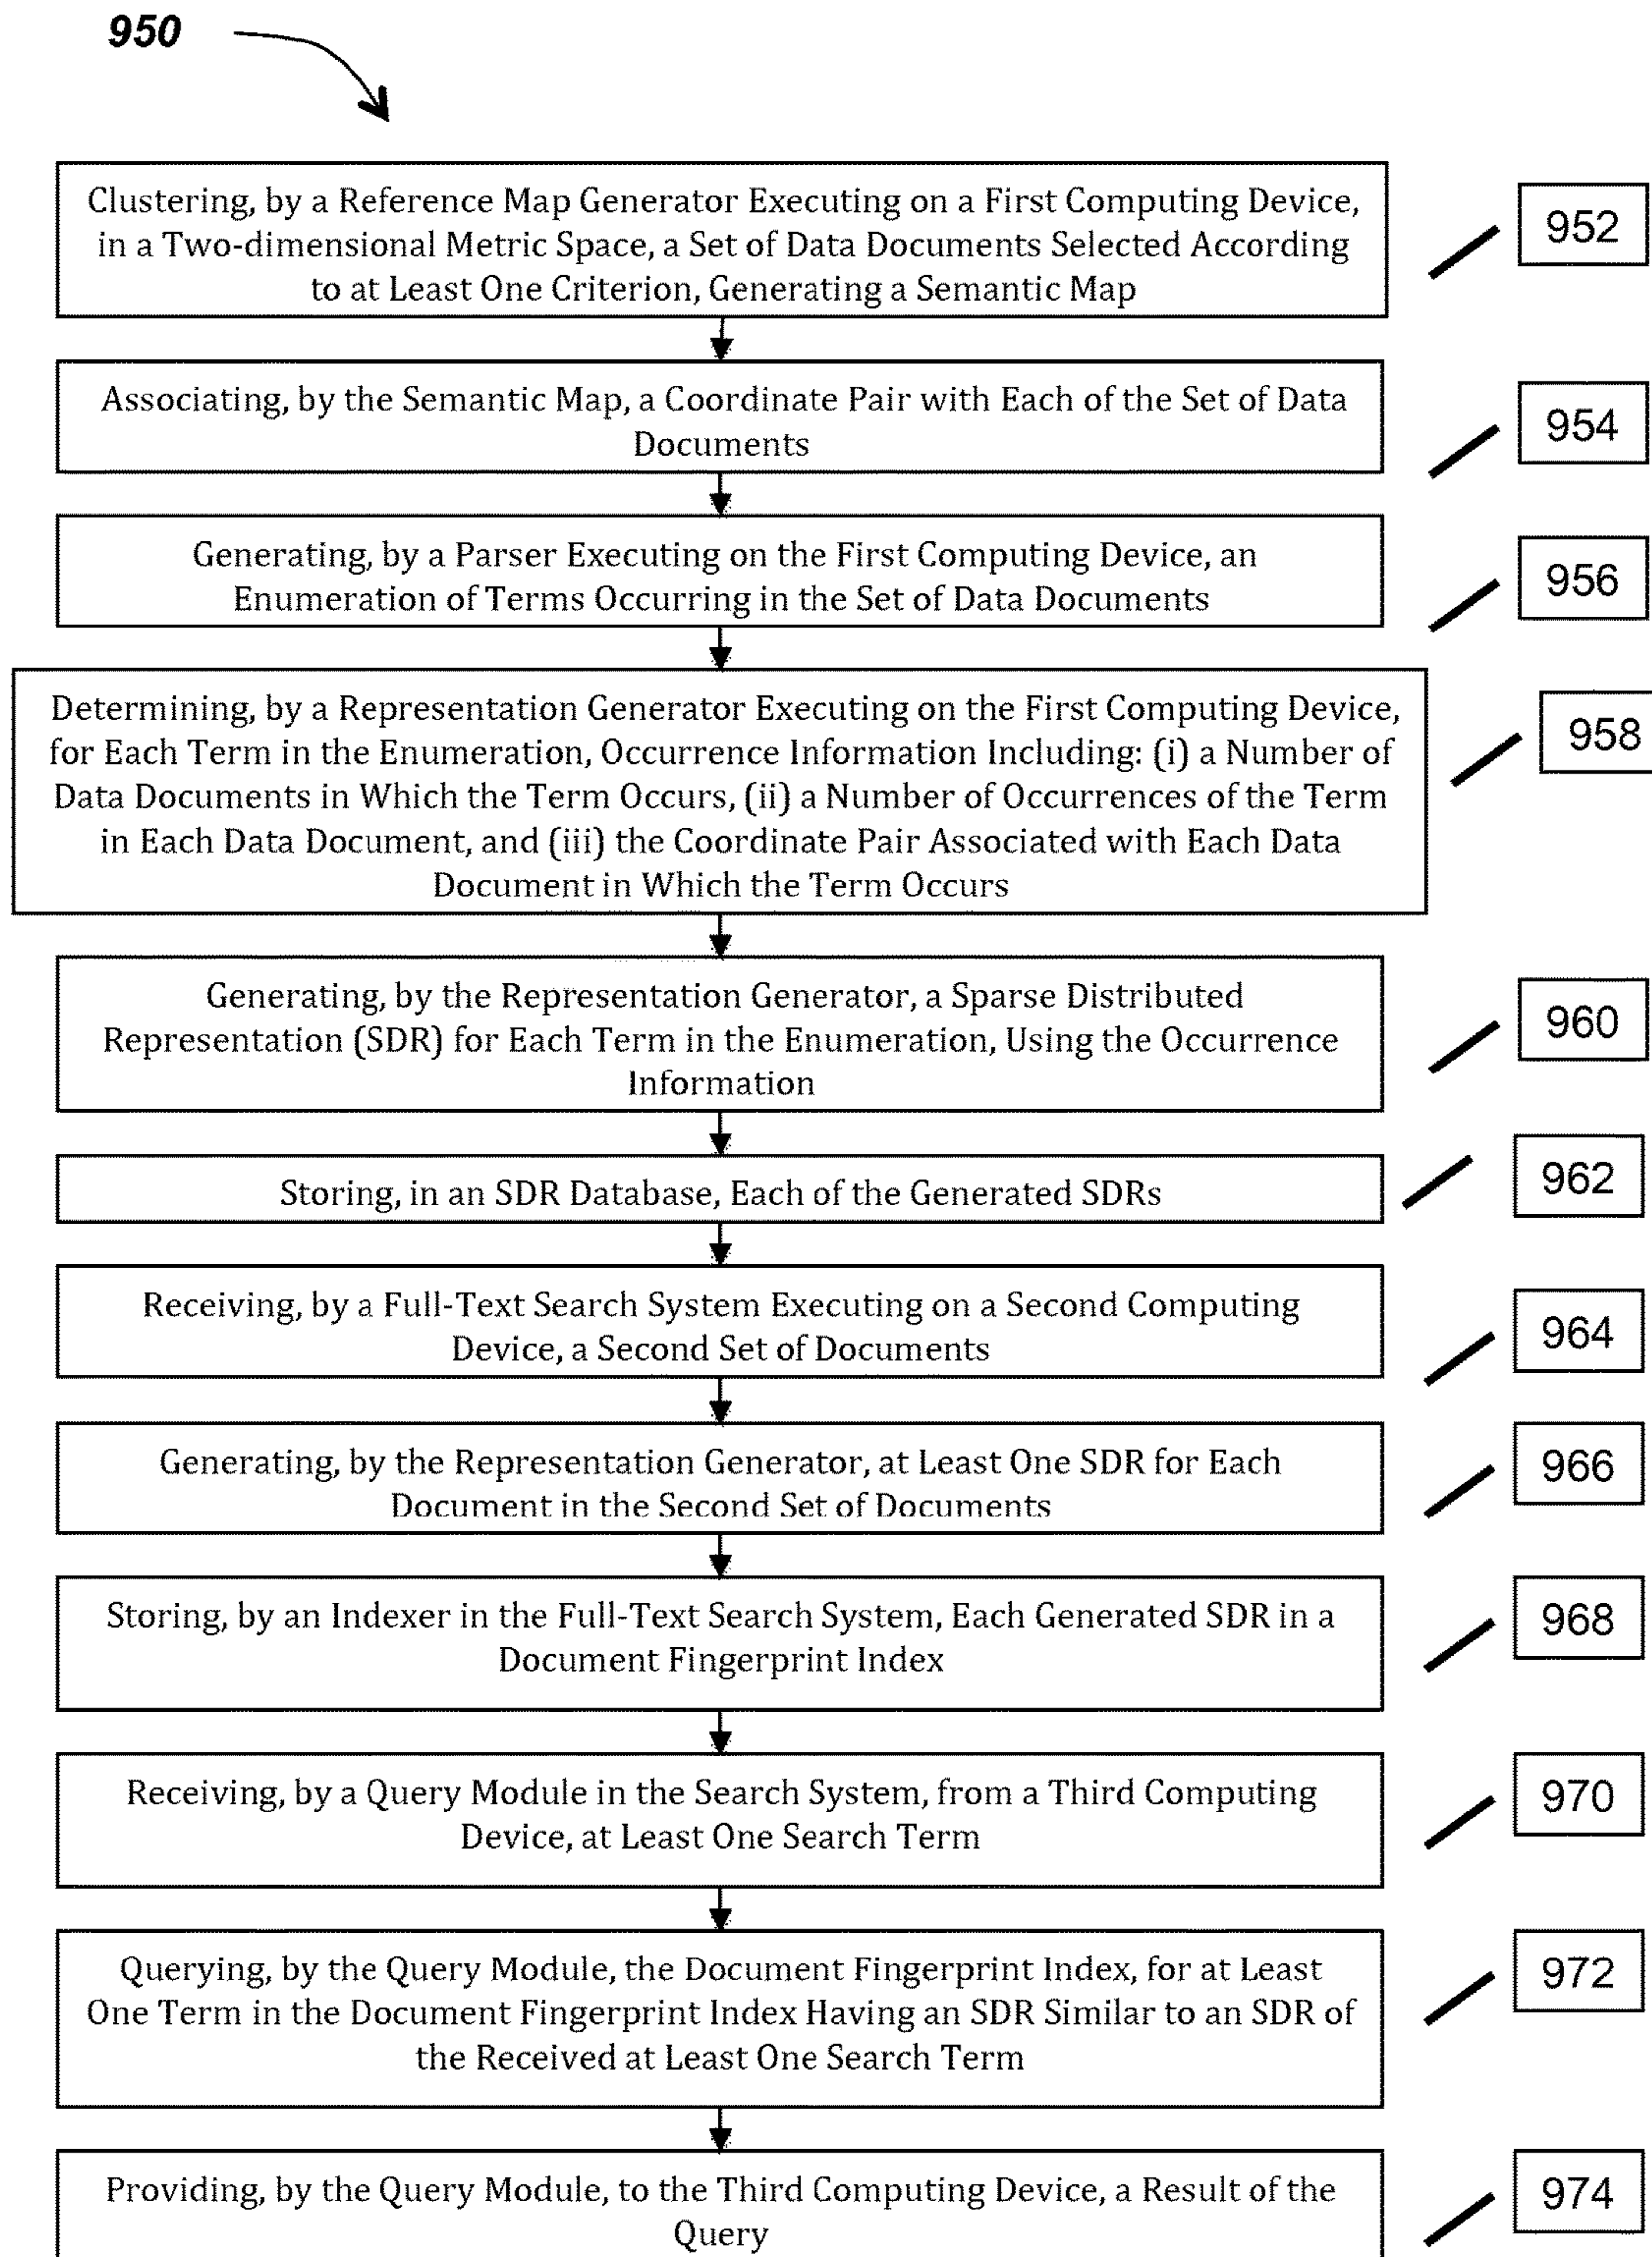 950
Clustering, by a Reference Map Generator Executing on a First Computing Device,
in a Two-dimensional Metric Space, a Set of Data Documents Selected According
to at Least One Criterion, Generating a Semantic Map
952
Associating, by the Semantic Map, a Coordinate Pair with Each of the Set of Data
Documents
954
Generating, by a Parser Executing on the First Computing Device, an
Enumeration of Terms Occurring in the Set of Data Documents
956
Determining, by a Representation Generator Executing on the First Computing Device,
for Each Term in the Enumeration, Occurrence Information Including: (i) a Number of
Data Documents in Which the Term Occurs, (ii) a Number of Occurrences of the Term
in Each Data Document, and (iii) the Coordinate Pair Associated with Each Data
Document in Which the Term Occurs
958
Generating, by the Representation Generator, a Sparse Distributed
Representation (SDR) for Each Term in the Enumeration, Using the Occurrence
Information
960
Storing, in an SDR Database, Each of the Generated SDRs
962
Receiving, by a Full-Text Search System Executing on a Second Computing
Device, a Second Set of Documents
964
Generating, by the Representation Generator, at Least One SDR for Each
Document in the Second Set of Documents
966
Storing, by an Indexer in the Full-Text Search System, Each Generated SDR in a
Document Fingerprint Index
968
Receiving, by a Query Module in the Search System, from a Third Computing
Device, at Least One Search Term
970
Querying, by the Query Module, the Document Fingerprint Index, for at Least
One Term in the Document Fingerprint Index Having an SDR Similar to an SDR of
the Received at Least One Search Term
972
Providing, by the Query Module, to the Third Computing Device, a Result of the
Query
974